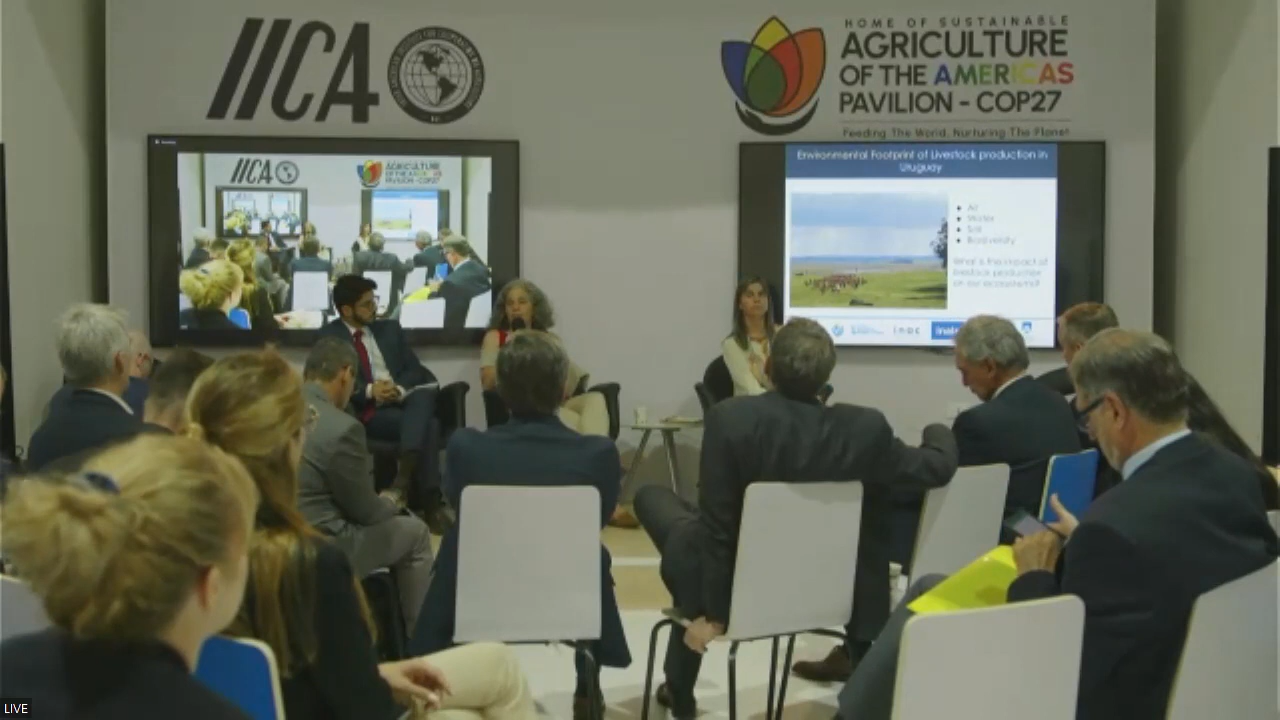 IICA
HOME OF SUSTAINABLE
AGRICULTURE
OF THE AMERICAS
PAVILION - COP27
Feeding The World, Nurturing The Planet
IICA
AGRICULTURE
OF THE AMERICAS
PAVILION - COP27
Environmental Footprint of Livestock production in
Uruguay
• Air
• Water
• Soil
• Biodiversity
What is the impact of
livestock production
on our ecosystems?
inac
LIVE